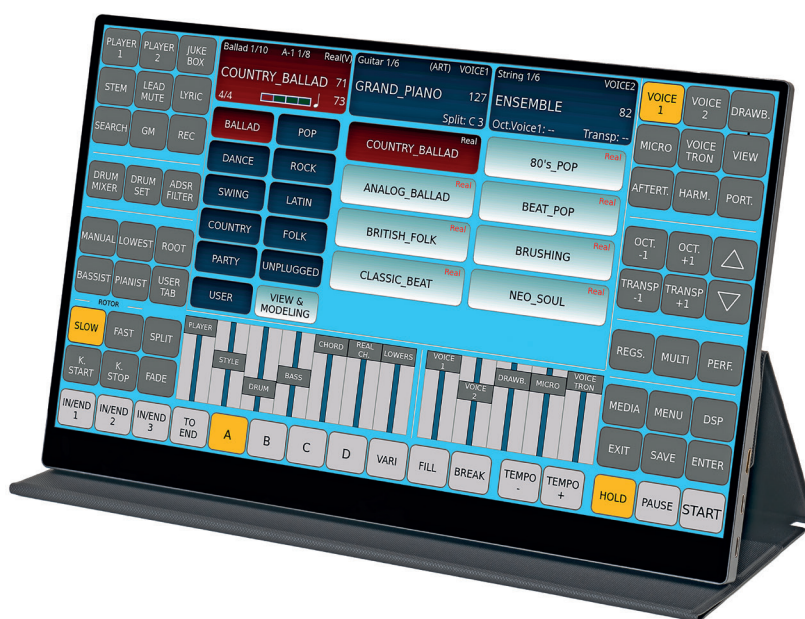 PLAYER 1
PLAYER 2
JUKE BOX
STEM
LEAD MUTE
LYRIC
SEARCH
GM
REC
DRUM MIXER
DRUM SET
ADSR FILTER
MANUAL
LOWEST
ROOT
BASSIST
PIANIST
USER TAB
ROTOR
SLOW
FAST
SPLIT
K. START
K. STOP
FADE
Ballad 1/10 A-1 1/8 Real(V)
COUNTRY_BALLAD 71
4/4 73
Guitar 1/6 (ART) VOICE1
GRAND_PIANO 127
Split: C 3
String 1/6 VOICE2
ENSEMBLE 82
Oct.Voice1: -- Transp: --
BALLAD
POP
DANCE
ROCK
SWING
LATIN
COUNTRY
FOLK
PARTY
UNPLUGGED
USER
VIEW & MODELING
COUNTRY_BALLAD Real
80's_POP Real
ANALOG_BALLAD Real
BEAT_POP Real
BRITISH_FOLK Real
BRUSHING Real
CLASSIC_BEAT Real
NEO_SOUL Real
PLAYER
STYLE
DRUM
BASS
CHORD
REAL CH.
LOWERS
VOICE 1
VOICE 2
DRAWB.
MICRO
VOICE TRON
VOICE 1
VOICE 2
DRAWB.
MICRO
VOICE TRON
VIEW
AFTERT.
HARM.
PORT.
OCT. -1
OCT. +1
TRANSP -1
TRANSP +1
REGS.
MULTI
PERF.
MEDIA
MENU
DSP
EXIT
SAVE
ENTER
IN/END 1
IN/END 2
IN/END 3
TO END
A
B
C
D
VARI
FILL
BREAK
TEMPO -
TEMPO +
HOLD
PAUSE
START